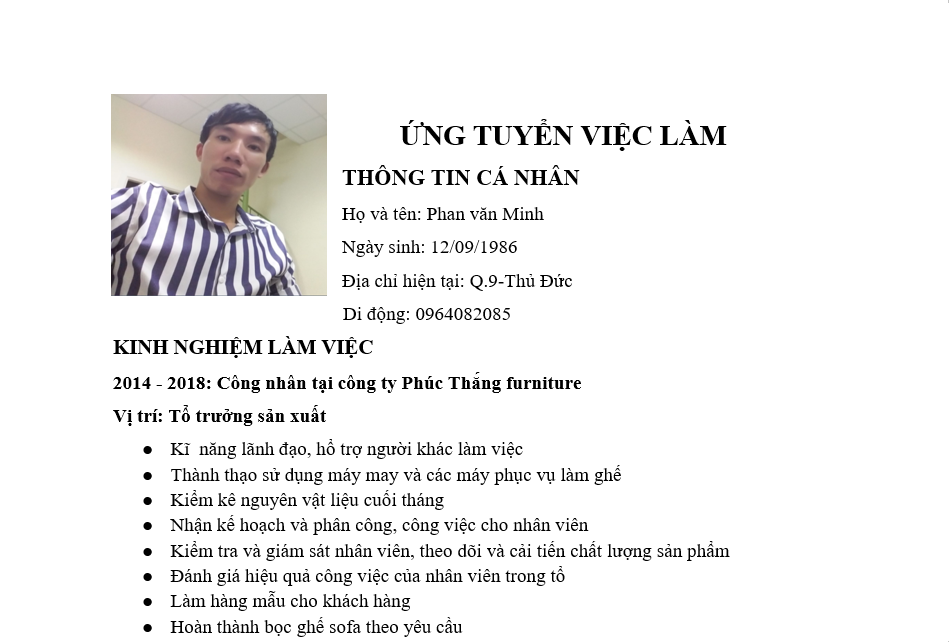 ỨNG TUYỂN VIỆC LÀM
THÔNG TIN CÁ NHÂN
Họ và tên: Phan văn Minh
Ngày sinh: 12/09/1986
Địa chỉ hiện tại: Q.9-Thủ Đức
Di động: 0964082085
KINH NGHIỆM LÀM VIỆC
2014 - 2018: Công nhân tại công ty Phúc Thắng furniture
Vị trí: Tổ trưởng sản xuất
● Kĩ  năng lãnh đạo, hổ trợ người khác làm việc
● Thành thạo sử dụng máy may và các máy phục vụ làm ghế
● Kiểm kê nguyên vật liệu cuối tháng
● Nhận kế hoạch và phân công, công việc cho nhân viên
● Kiểm tra và giám sát nhân viên, theo dõi và cải tiến chất lượng sản phẩm
● Đánh giá hiệu quả công việc của nhân viên trong tổ
● Làm hàng mẫu cho khách hàng
● Hoàn thành bọc ghế sofa theo yêu cầu